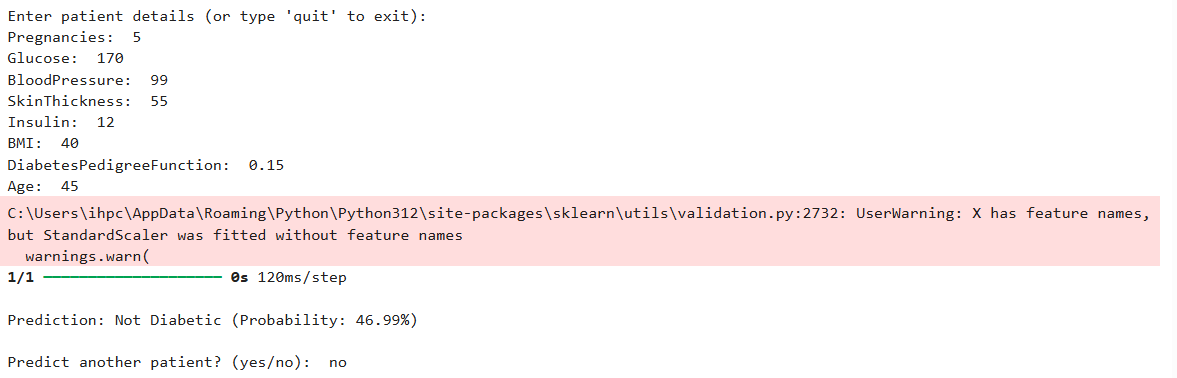 Enter patient details (or type 'quit' to exit):
Pregnancies:  5
Glucose:  170
BloodPressure:  99
SkinThickness:  55
Insulin:  12
BMI:  40
DiabetesPedigreeFunction:  0.15
Age:  45
C:\Users\ihpc\AppData\Roaming\Python\Python312\site-packages\sklearn\utils\validation.py:2732: UserWarning: X has feature names,
but StandardScaler was fitted without feature names
  warnings.warn(
1/1 ━━━━━━━━━━━━━━━━━━━━ 0s 120ms/step
Prediction: Not Diabetic (Probability: 46.99%)
Predict another patient? (yes/no):  no